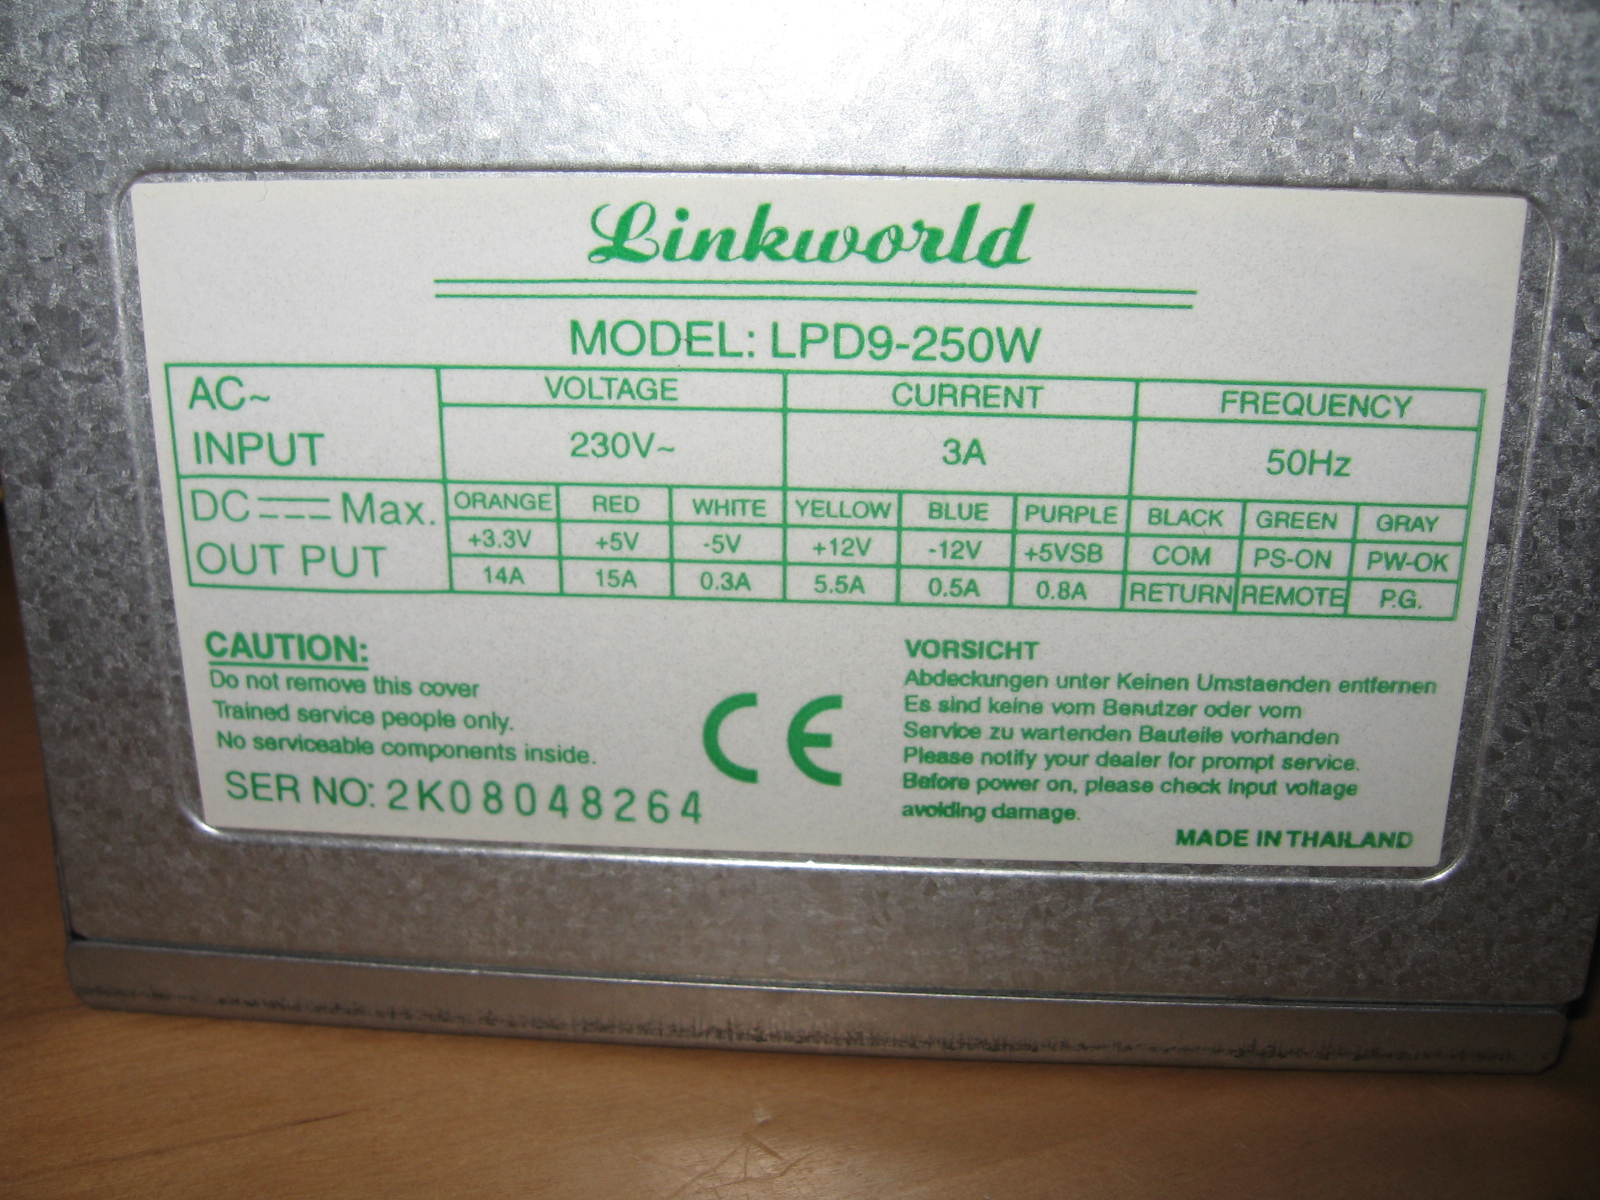 Linkworld
MODEL: LPD9-250W
AC~ INPUT VOLTAGE CURRENT FREQUENCY
230V~ 3A 50Hz
DC Max. OUT PUT ORANGE RED WHITE YELLOW BLUE PURPLE BLACK GREEN GRAY
+3.3V +5V -5V +12V -12V +5VSB COM PS-ON PW-OK
14A 15A 0.3A 5.5A 0.5A 0.8A RETURN REMOTE P.G.
CAUTION:
Do not remove this cover
Trained service people only.
No serviceable components inside.
SER NO: 2K08048264
CE
VORSICHT
Abdeckungen unter Keinen Umstaenden entfernen
Es sind keine vom Benutzer oder vom
Service zu wartenden Bauteile vorhanden
Please notify your dealer for prompt service.
Before power on, please check input voltage
avoiding damage.
MADE IN THAILAND